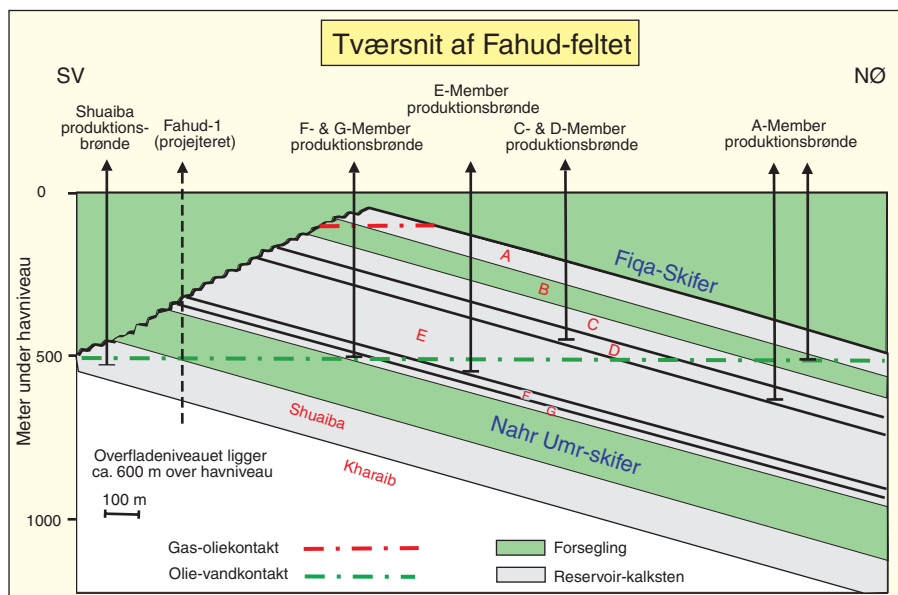 Tværsnit af Fahud-feltet
SV
NØ
Shuaiba
produktions-
brønde
Fahud-1
(projejteret)
F- & G-Member
produktionsbrønde
E-Member
produktionsbrønde
C- & D-Member
produktionsbrønde
A-Member
produktionsbrønde
0
500
1000
Meter under havniveau
A
B
C
D
E
F
G
Fiqa-Skifer
Nahr Umr-skifer
Shuaiba
Kharaib
Overfladeniveauet ligger
ca. 600 m over havniveau
100 m
Gas-oliekontakt
Olie-vandkontakt
Forsegling
Reservoir-kalksten